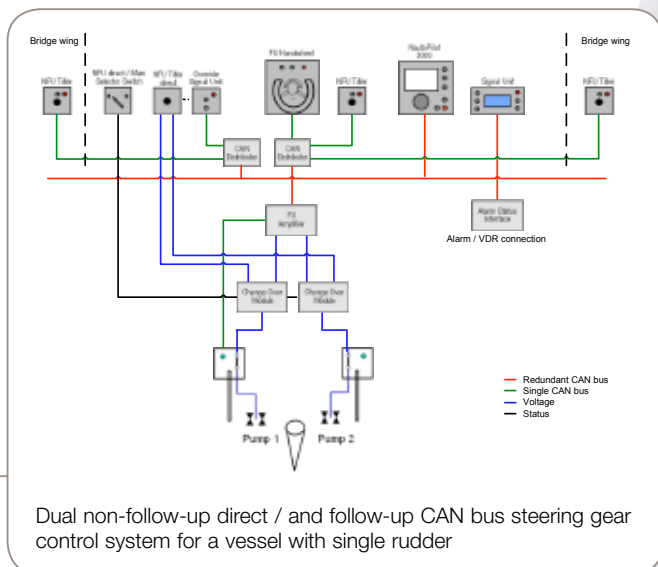 Bridge wing
Bridge wing
NFU Tiller
NFU direct / Main
Selector Switch
NFU Tiller
direct
Override
Signal Unit
FU Handwheel
NFU Tiller
NautoPilot
5000
Signal Unit
NFU Tiller
CAN
Distributor
CAN
Distributor
FU
Amplifier
Alarm Status
Interface
Alarm / VDR connection
Change Over
Module
Change Over
Module
Redundant CAN bus
Single CAN bus
Voltage
Status
Pump 1
Pump 2
Dual non-follow-up direct / and follow-up CAN bus steering gear
control system for a vessel with single rudder